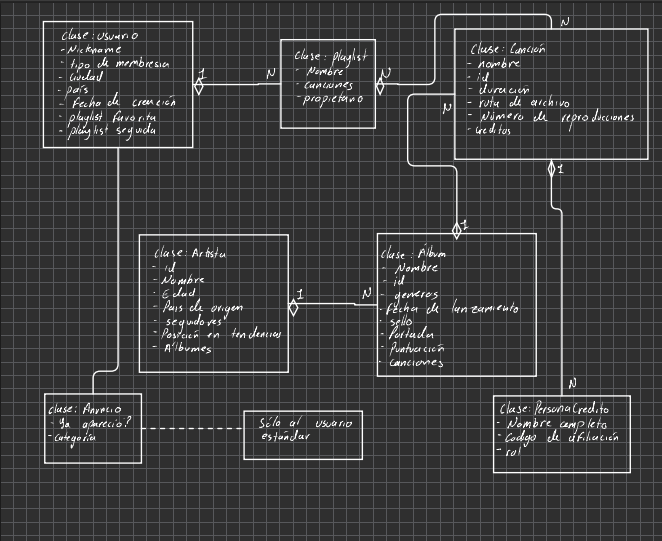 Clase: Usuario
- Nickname
- tipo de membresia
- Ciudad
- país
- Fecha de creación
- playlist favorita
- playlist seguida
1
N
Clase: Playlist
- Nombre
- canciones
- propietario
N
N
Clase: Canción
- nombre
- id
- duración
- ruta de archivo
- Número de reproducciones
- creditos
N
1
Clase: Artista
- id
- Nombre
- Edad
- País de origen
- seguidores
- Posición en tendencias
- Álbumes
1
N
1
Clase: Álbum
- Nombre
- id
- generos
- Fecha de lanzamiento
- sello
- Portada
- Puntuación
- canciones
Clase: Anuncio
- Ya apareció?
- categoría
Sólo al usuario
estándar
N
Clase: PersonaCredito
- Nombre completo
- Codigo de afiliación
- rol